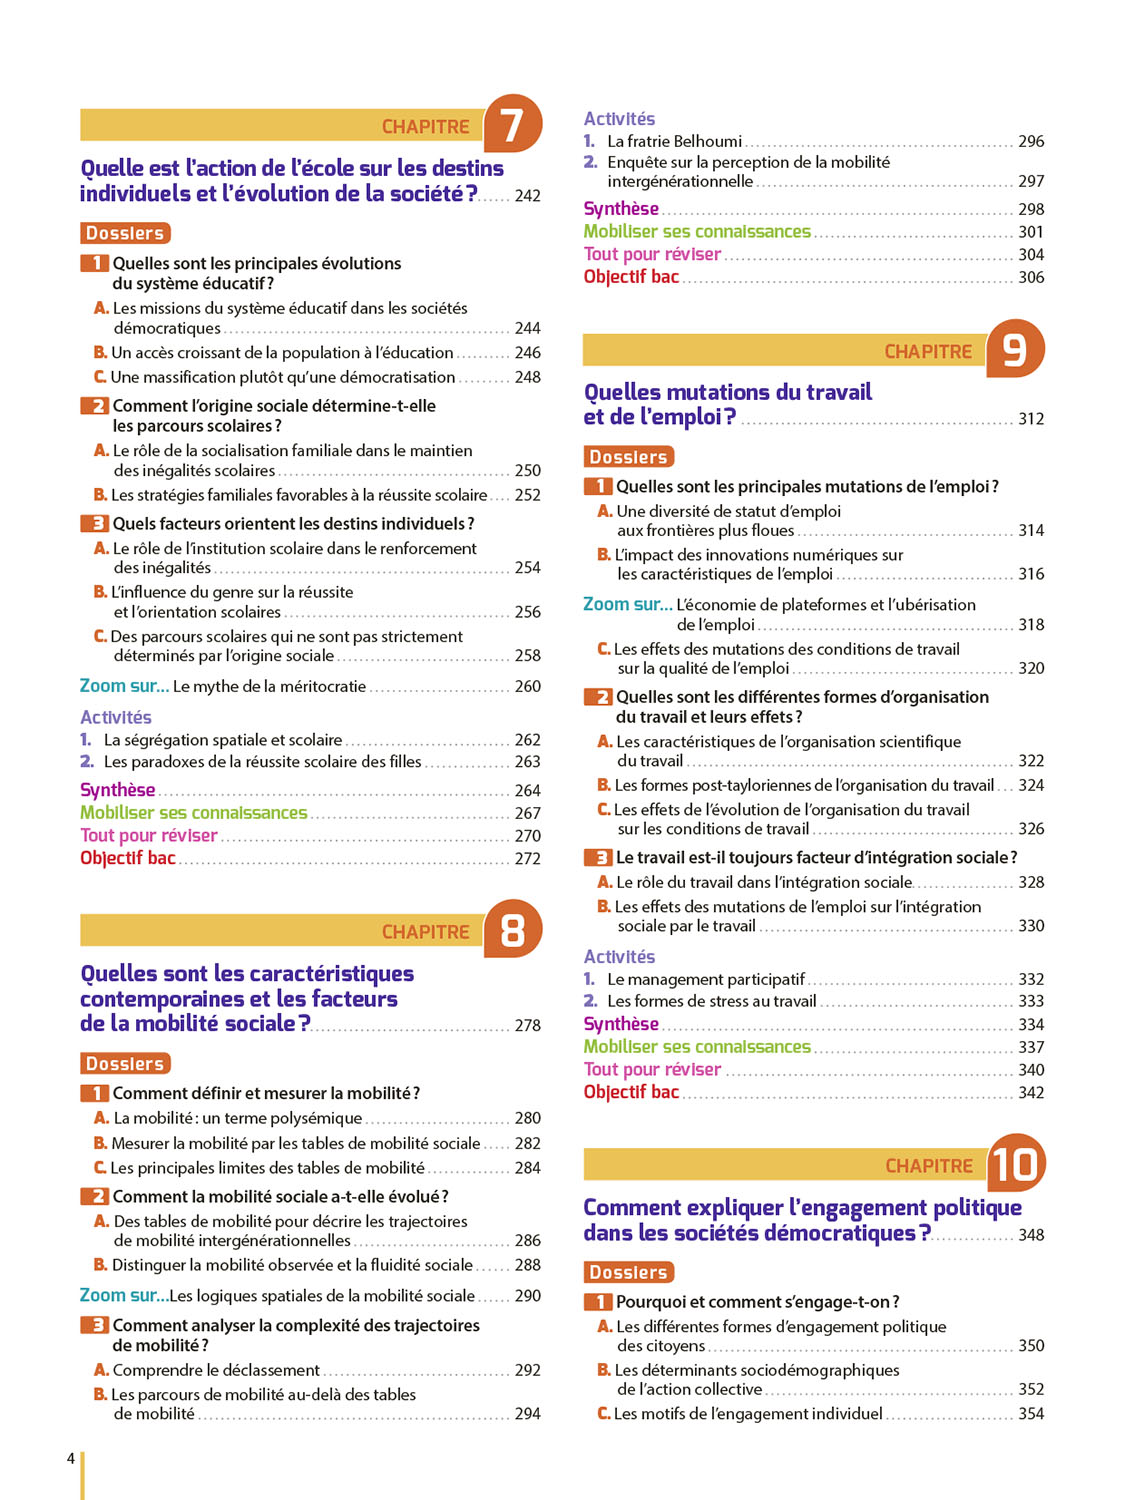 CHAPITRE 7
Quelle est l'action de l'école sur les destins
individuels et l'évolution de la société ? ...... 242
Dossiers
1 Quelles sont les principales évolutions
du système éducatif ?
A. Les missions du système éducatif dans les sociétés
démocratiques ...... 244
B. Un accès croissant de la population à l'éducation ...... 246
C. Une massification plutôt qu'une démocratisation ...... 248
2 Comment l'origine sociale détermine-t-elle
les parcours scolaires ?
A. Le rôle de la socialisation familiale dans le maintien
des inégalités scolaires ...... 250
B. Les stratégies familiales favorables à la réussite scolaire .... 252
3 Quels facteurs orientent les destins individuels ?
A. Le rôle de l'institution scolaire dans le renforcement
des inégalités ...... 254
B. L'influence du genre sur la réussite
et l'orientation scolaires ...... 256
C. Des parcours scolaires qui ne sont pas strictement
déterminés par l'origine sociale ...... 258
Zoom sur... Le mythe de la méritocratie ...... 260
Activités
1. La ségrégation spatiale et scolaire ...... 262
2. Les paradoxes de la réussite scolaire des filles ...... 263
Synthèse ...... 264
Mobiliser ses connaissances ...... 267
Tout pour réviser ...... 270
Objectif bac ...... 272
CHAPITRE 8
Quelles sont les caractéristiques
contemporaines et les facteurs
de la mobilité sociale ? ...... 278
Dossiers
1 Comment définir et mesurer la mobilité ?
A. La mobilité : un terme polysémique ...... 280
B. Mesurer la mobilité par les tables de mobilité sociale ..... 282
C. Les principales limites des tables de mobilité ...... 284
2 Comment la mobilité sociale a-t-elle évolué ?
A. Des tables de mobilité pour décrire les trajectoires
de mobilité intergénérationnelles ...... 286
B. Distinguer la mobilité observée et la fluidité sociale ...... 288
Zoom sur...Les logiques spatiales de la mobilité sociale ...... 290
3 Comment analyser la complexité des trajectoires
de mobilité ?
A. Comprendre le déclassement ...... 292
B. Les parcours de mobilité au-delà des tables
de mobilité ...... 294
4
Activités
1. La fratrie Belhoumi ...... 296
2. Enquête sur la perception de la mobilité
intergénérationnelle ...... 297
Synthèse ...... 298
Mobiliser ses connaissances ...... 301
Tout pour réviser ...... 304
Objectif bac ...... 306
CHAPITRE 9
Quelles mutations du travail
et de l'emploi ? ...... 312
Dossiers
1 Quelles sont les principales mutations de l'emploi ?
A. Une diversité de statut d'emploi
aux frontières plus floues ...... 314
B. L'impact des innovations numériques sur
les caractéristiques de l'emploi ...... 316
Zoom sur... L'économie de plateformes et l'ubérisation
de l'emploi ...... 318
C. Les effets des mutations des conditions de travail
sur la qualité de l'emploi ...... 320
2 Quelles sont les différentes formes d'organisation
du travail et leurs effets ?
A. Les caractéristiques de l'organisation scientifique
du travail ...... 322
B. Les formes post-tayloriennes de l'organisation du travail ... 324
C. Les effets de l'évolution de l'organisation du travail
sur les conditions de travail ...... 326
3 Le travail est-il toujours facteur d'intégration sociale ?
A. Le rôle du travail dans l'intégration sociale ...... 328
B. Les effets des mutations de l'emploi sur l'intégration
sociale par le travail ...... 330
Activités
1. Le management participatif ...... 332
2. Les formes de stress au travail ...... 333
Synthèse ...... 334
Mobiliser ses connaissances ...... 337
Tout pour réviser ...... 340
Objectif bac ...... 342
CHAPITRE 10
Comment expliquer l'engagement politique
dans les sociétés démocratiques ? ...... 348
Dossiers
1 Pourquoi et comment s'engage-t-on ?
A. Les différentes formes d'engagement politique
des citoyens ...... 350
B. Les déterminants sociodémographiques
de l'action collective ...... 352
C. Les motifs de l'engagement individuel ...... 354